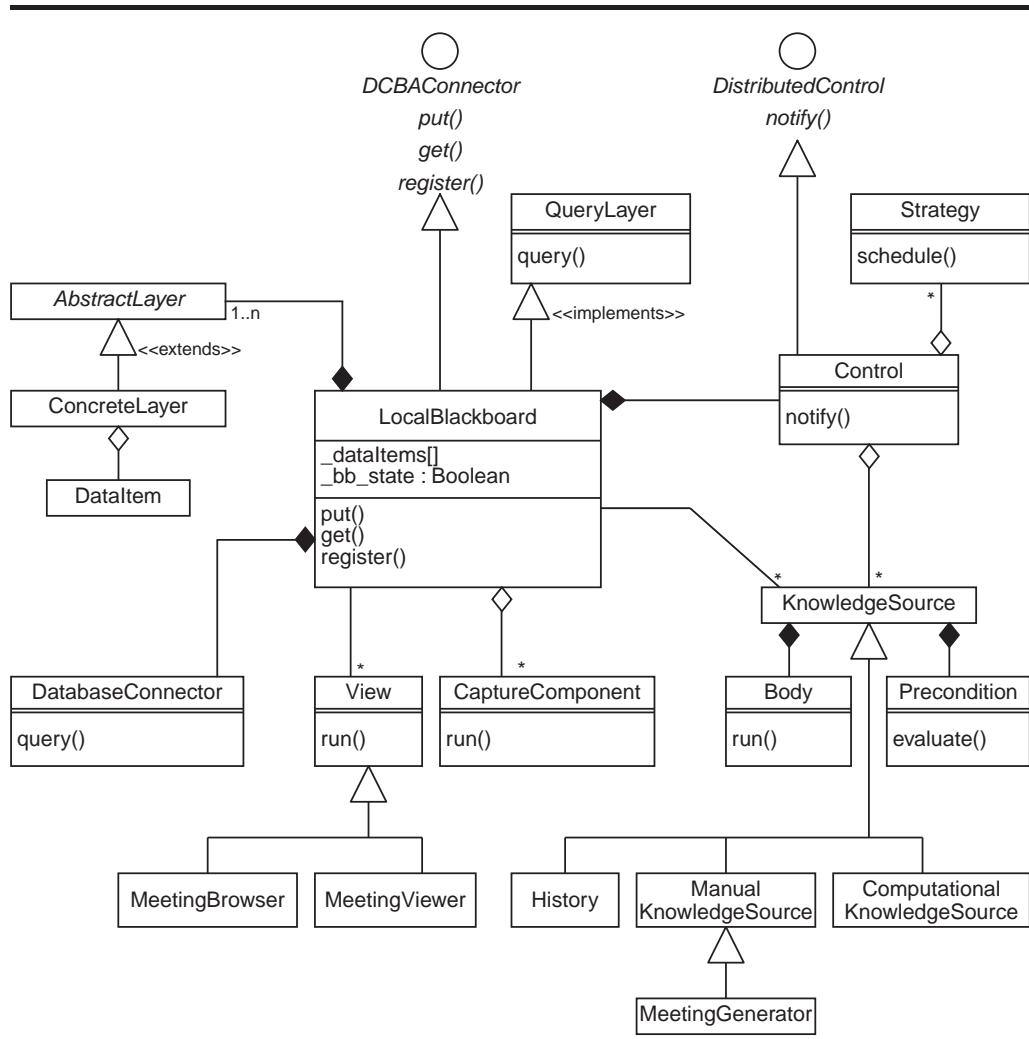 DCBAConnector
put()
get()
register()
DistributedControl
notify()
QueryLayer
query()
Strategy
schedule()
AbstractLayer
1..n
<<implements>>
*
<<extends>>
ConcreteLayer
DataItem
LocalBlackboard
_dataItems[]
_bb_state : Boolean
put()
get()
register()
Control
notify()
*
*
KnowledgeSource
*
*
DatabaseConnector
query()
View
run()
CaptureComponent
run()
Body
run()
Precondition
evaluate()
MeetingBrowser
MeetingViewer
History
Manual
KnowledgeSource
Computational
KnowledgeSource
MeetingGenerator